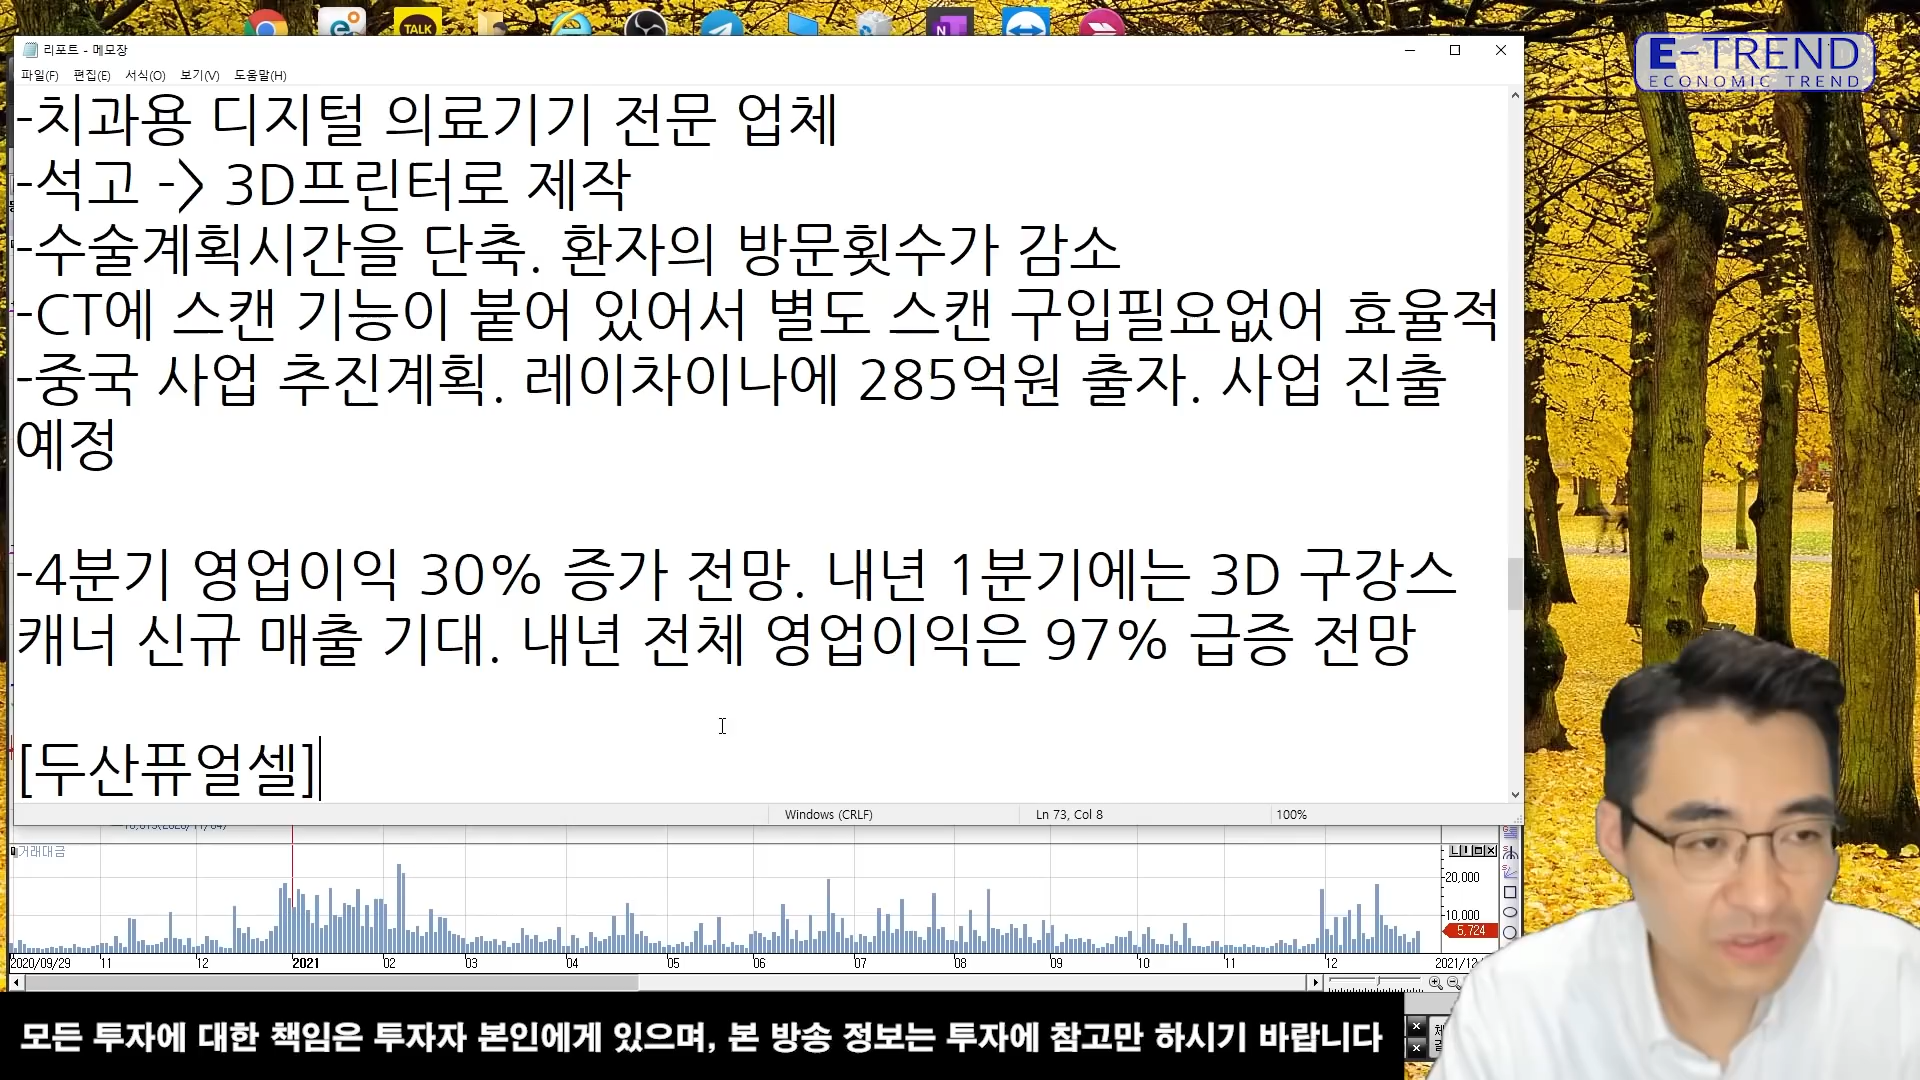 TALK
N
리포트 - 메모장
파일(F) 편집(E) 서식(O) 보기(V) 도움말(H)
E-TREND
ECONOMIC TREND
-치과용 디지털 의료기기 전문 업체
-석고 -> 3D프린터로 제작
-수술계획시간을 단축. 환자의 방문횟수가 감소
-CT에 스캔 기능이 붙어 있어서 별도 스캔 구입필요없어 효율적
-중국 사업 추진계획. 레이차이나에 285억원 출자. 사업 진출
예정
-4분기 영업이익 30% 증가 전망. 내년 1분기에는 3D 구강스
캐너 신규 매출 기대. 내년 전체 영업이익은 97% 급증 전망
[두산퓨얼셀]
Windows (CRLF) Ln 73, Col 8 100%
거래대금
20,000
10,000
5,724
2020/09/29 11 12 2021 02 03 04 05 06 07 08 09 10 11 12 2021/12/
모든 투자에 대한 책임은 투자자 본인에게 있으며, 본 방송 정보는 투자에 참고만 하시기 바랍니다